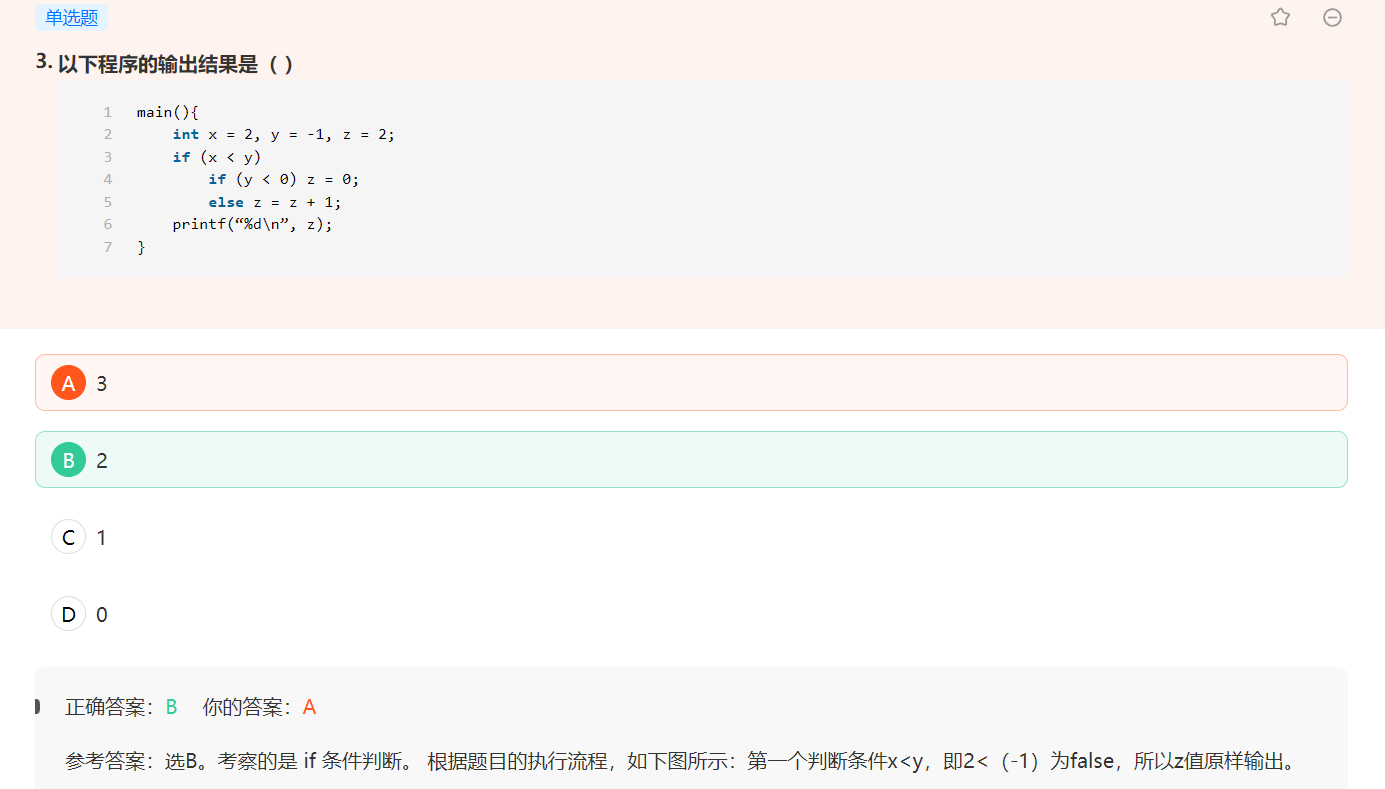 单选题
3. 以下程序的输出结果是（ ）
1 main(){
2     int x = 2, y = -1, z = 2;
3     if (x < y)
4         if (y < 0) z = 0;
5         else z = z + 1;
6     printf(“%d\n”, z);
7 }
A 3
B 2
C 1
D 0
正确答案：B 你的答案：A
参考答案：选B。考察的是 if 条件判断。 根据题目的执行流程，如下图所示：第一个判断条件x<y，即2<（-1）为false，所以z值原样输出。